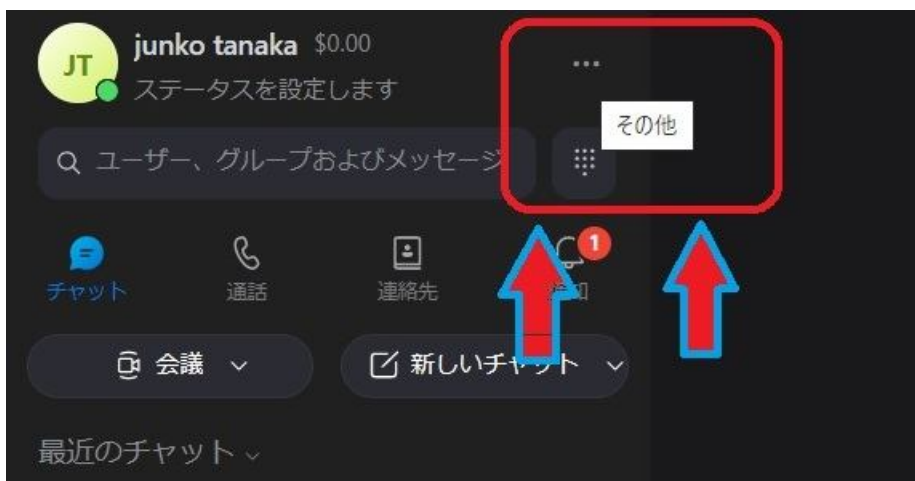 JT
junko tanaka $0.00
ステータスを設定します
その他
ユーザー、グループおよびメッセージ
1
チャット
通話
連絡先
会議
新しいチャット
最近のチャット